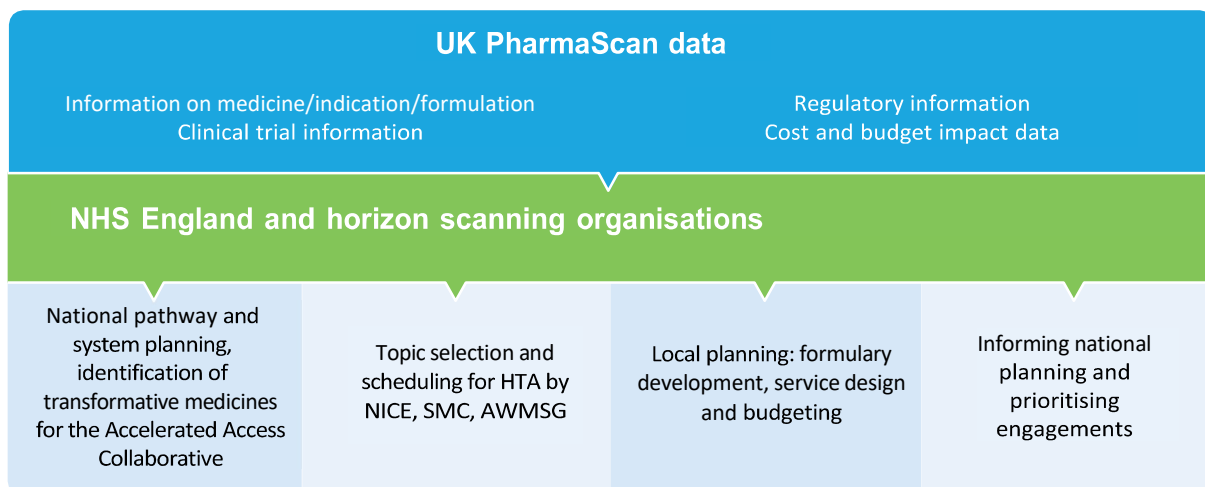 UK PharmaScan data
Information on medicine/indication/formulation
Clinical trial information
Regulatory information
Cost and budget impact data
NHS England and horizon scanning organisations
National pathway and
system planning,
identification of
transformative medicines
for the Accelerated Access
Collaborative
Topic selection and
scheduling for HTA by
NICE, SMC, AWMSG
Local planning: formulary
development, service design
and budgeting
Informing national
planning and
prioritising
engagements